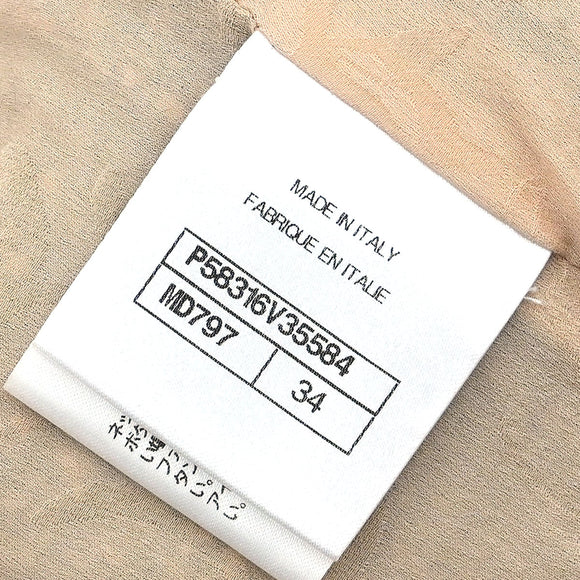 MADE IN ITALY
FABRIQUE EN ITALIE
P58316V35584
MD797 34